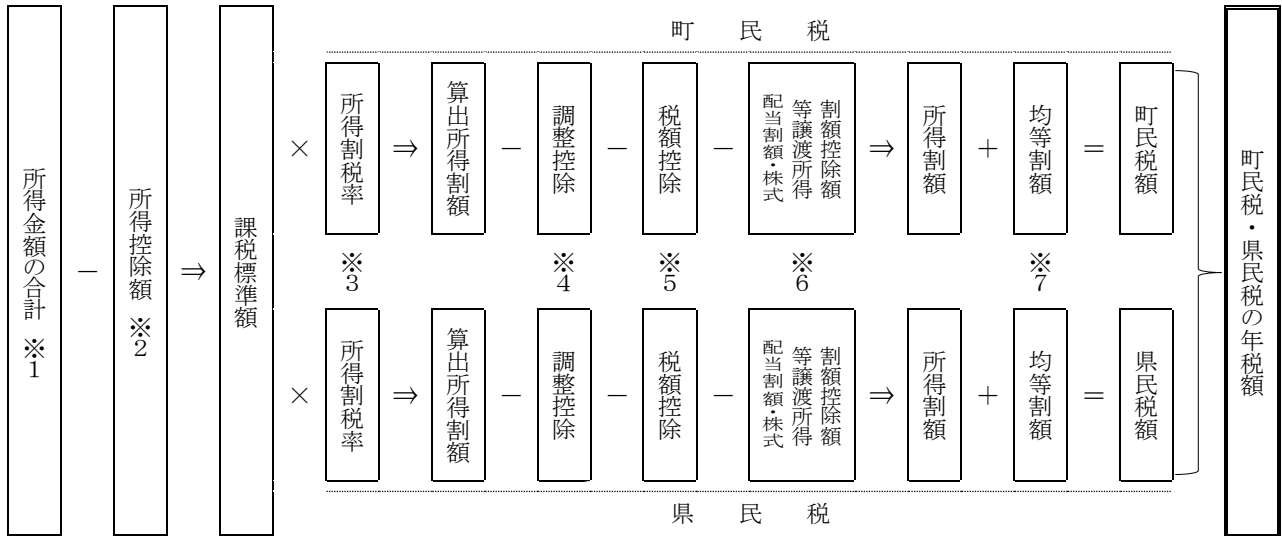 所得金額の合計 ※1
－
所得控除額 ※2
⇒
課税標準額
町民税
×
所得割税率
⇒
算出所得割額
－
調整控除
－
税額控除
－
配当割額・株式
等譲渡所得
割額控除額
⇒
所得割額
＋
均等割額
＝
町民税額
※3
※4
※5
※6
※7
×
所得割税率
⇒
算出所得割額
－
調整控除
－
税額控除
－
配当割額・株式
等譲渡所得
割額控除額
⇒
所得割額
＋
均等割額
＝
県民税額
県民税
町民税・県民税の年税額